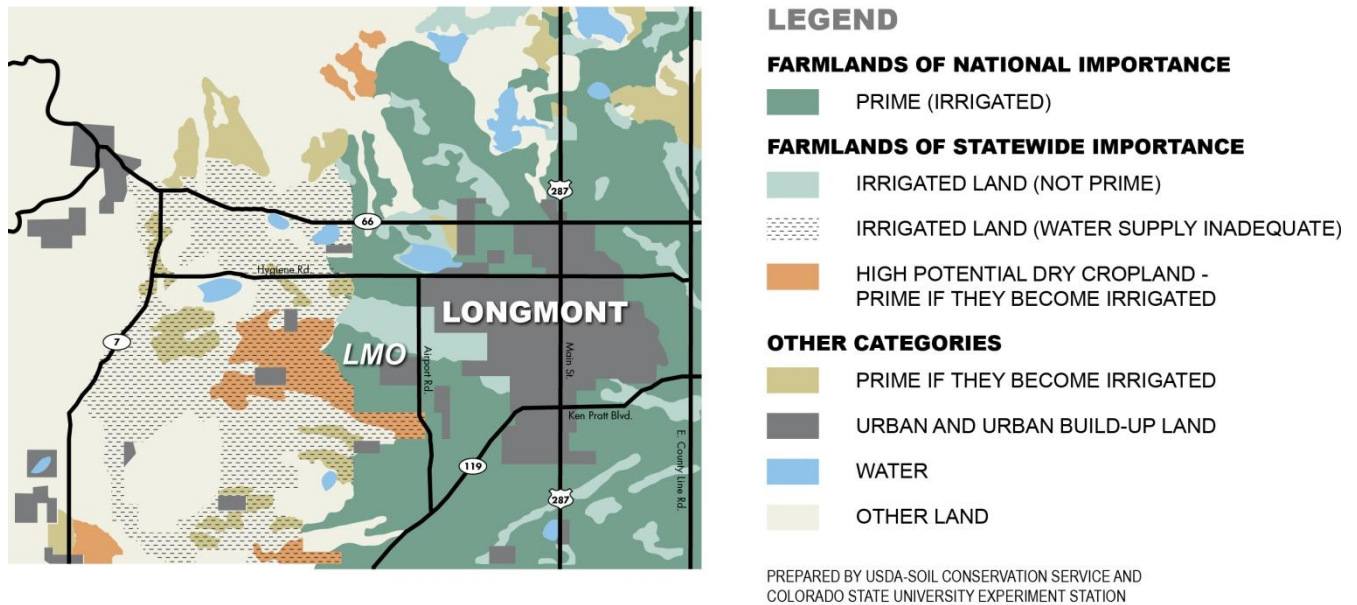 287
66
Hygiene Rd.
LONGMONT
7
LMO
Airport Rd.
Main St.
Ken Pratt Blvd.
119
E. County Line Rd.
287
LEGEND
FARMLANDS OF NATIONAL IMPORTANCE
PRIME (IRRIGATED)
FARMLANDS OF STATEWIDE IMPORTANCE
IRRIGATED LAND (NOT PRIME)
IRRIGATED LAND (WATER SUPPLY INADEQUATE)
HIGH POTENTIAL DRY CROPLAND -
PRIME IF THEY BECOME IRRIGATED
OTHER CATEGORIES
PRIME IF THEY BECOME IRRIGATED
URBAN AND URBAN BUILD-UP LAND
WATER
OTHER LAND
PREPARED BY USDA-SOIL CONSERVATION SERVICE AND
COLORADO STATE UNIVERSITY EXPERIMENT STATION